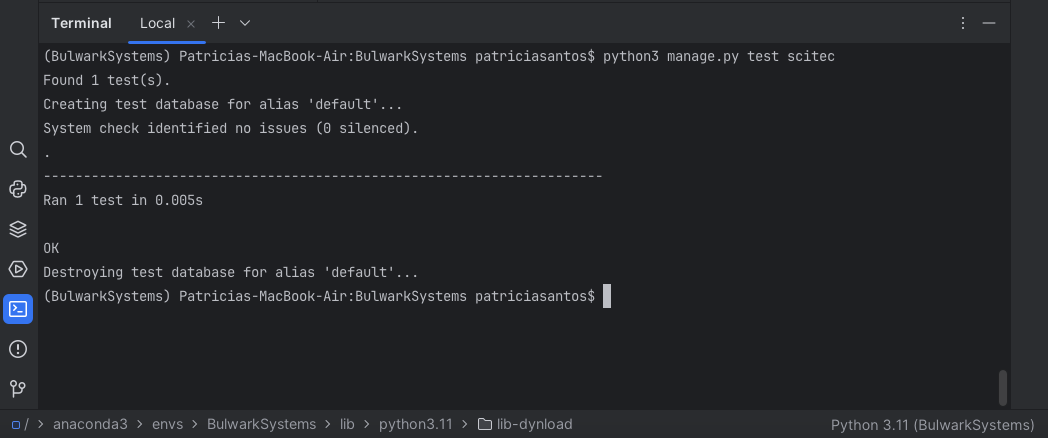 Terminal Local × + 
(BulwarkSystems) Patricias-MacBook-Air:BulwarkSystems patriciasantos$ python3 manage.py test scitec
Found 1 test(s).
Creating test database for alias 'default'...
System check identified no issues (0 silenced).
.
----------------------------------------------------------------------
Ran 1 test in 0.005s
OK
Destroying test database for alias 'default'...
(BulwarkSystems) Patricias-MacBook-Air:BulwarkSystems patriciasantos$
/ > anaconda3 > envs > BulwarkSystems > lib > python3.11 > lib-dynload Python 3.11 (BulwarkSystems)